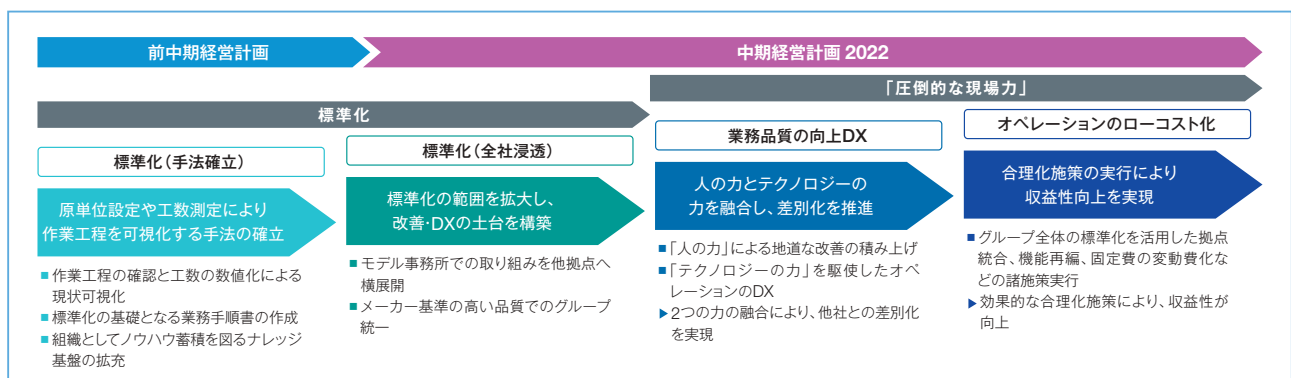 前中期経営計画
中期経営計画 2022
「圧倒的な現場力」
標準化
標準化（手法確立）
原単位設定や工数測定により
作業工程を可視化する手法の確立
■作業工程の確認と工数の数値化による
現状可視化
■標準化の基礎となる業務手順書の作成
■組織としてノウハウ蓄積を図るナレッジ
基盤の拡充
標準化（全社浸透）
標準化の範囲を拡大し、
改善・DXの土台を構築
■モデル事務所での取り組みを他拠点へ
横展開
■メーカー基準の高い品質でのグループ
統一
業務品質の向上DX
人の力とテクノロジーの
力を融合し、差別化を推進
■「人の力」による地道な改善の積み上げ
■「テクノロジーの力」を駆使したオペ
レーションのDX
▶2つの力の融合により、他社との差別化
を実現
オペレーションのローコスト化
合理化施策の実行により
収益性向上を実現
■グループ全体の標準化を活用した拠点
統合、機能再編、固定費の変動費化な
どの諸施策実行
▶効果的な合理化施策により、収益性が
向上